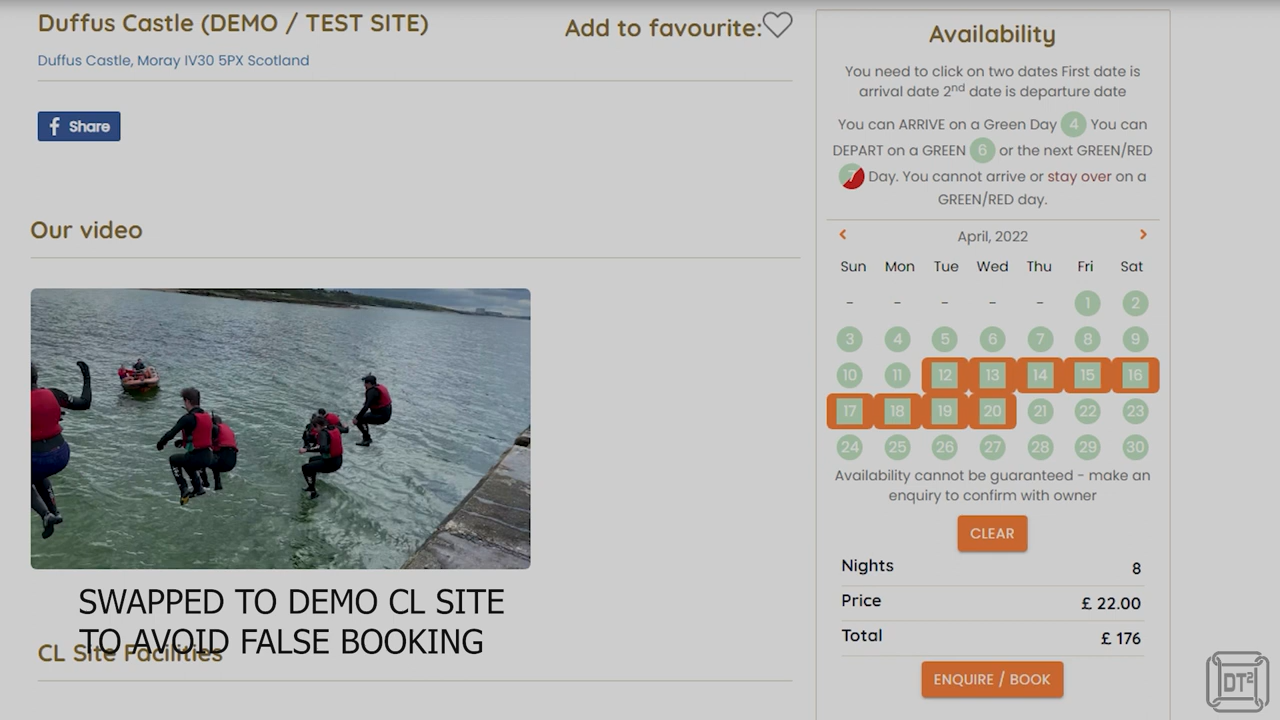 Duffus Castle (DEMO / TEST SITE)
Add to favourite:
Duffus Castle, Moray IV30 5PX Scotland
f Share
Our video
SWAPPED TO DEMO CL SITE
TO AVOID FALSE BOOKING
CL Site Facilities
Availability
You need to click on two dates First date is
arrival date 2nd date is departure date
You can ARRIVE on a Green Day 4 You can
DEPART on a GREEN 6 or the next GREEN/RED
7 Day. You cannot arrive or stay over on a
GREEN/RED day.
< April, 2022 >
Sun Mon Tue Wed Thu Fri Sat
- - - - - 1 2
3 4 5 6 7 8 9
10 11 12 13 14 15 16
17 18 19 20 21 22 23
24 25 26 27 28 29 30
Availability cannot be guaranteed - make an
enquiry to confirm with owner
CLEAR
Nights 8
Price £ 22.00
Total £ 176
ENQUIRE / BOOK
DT2